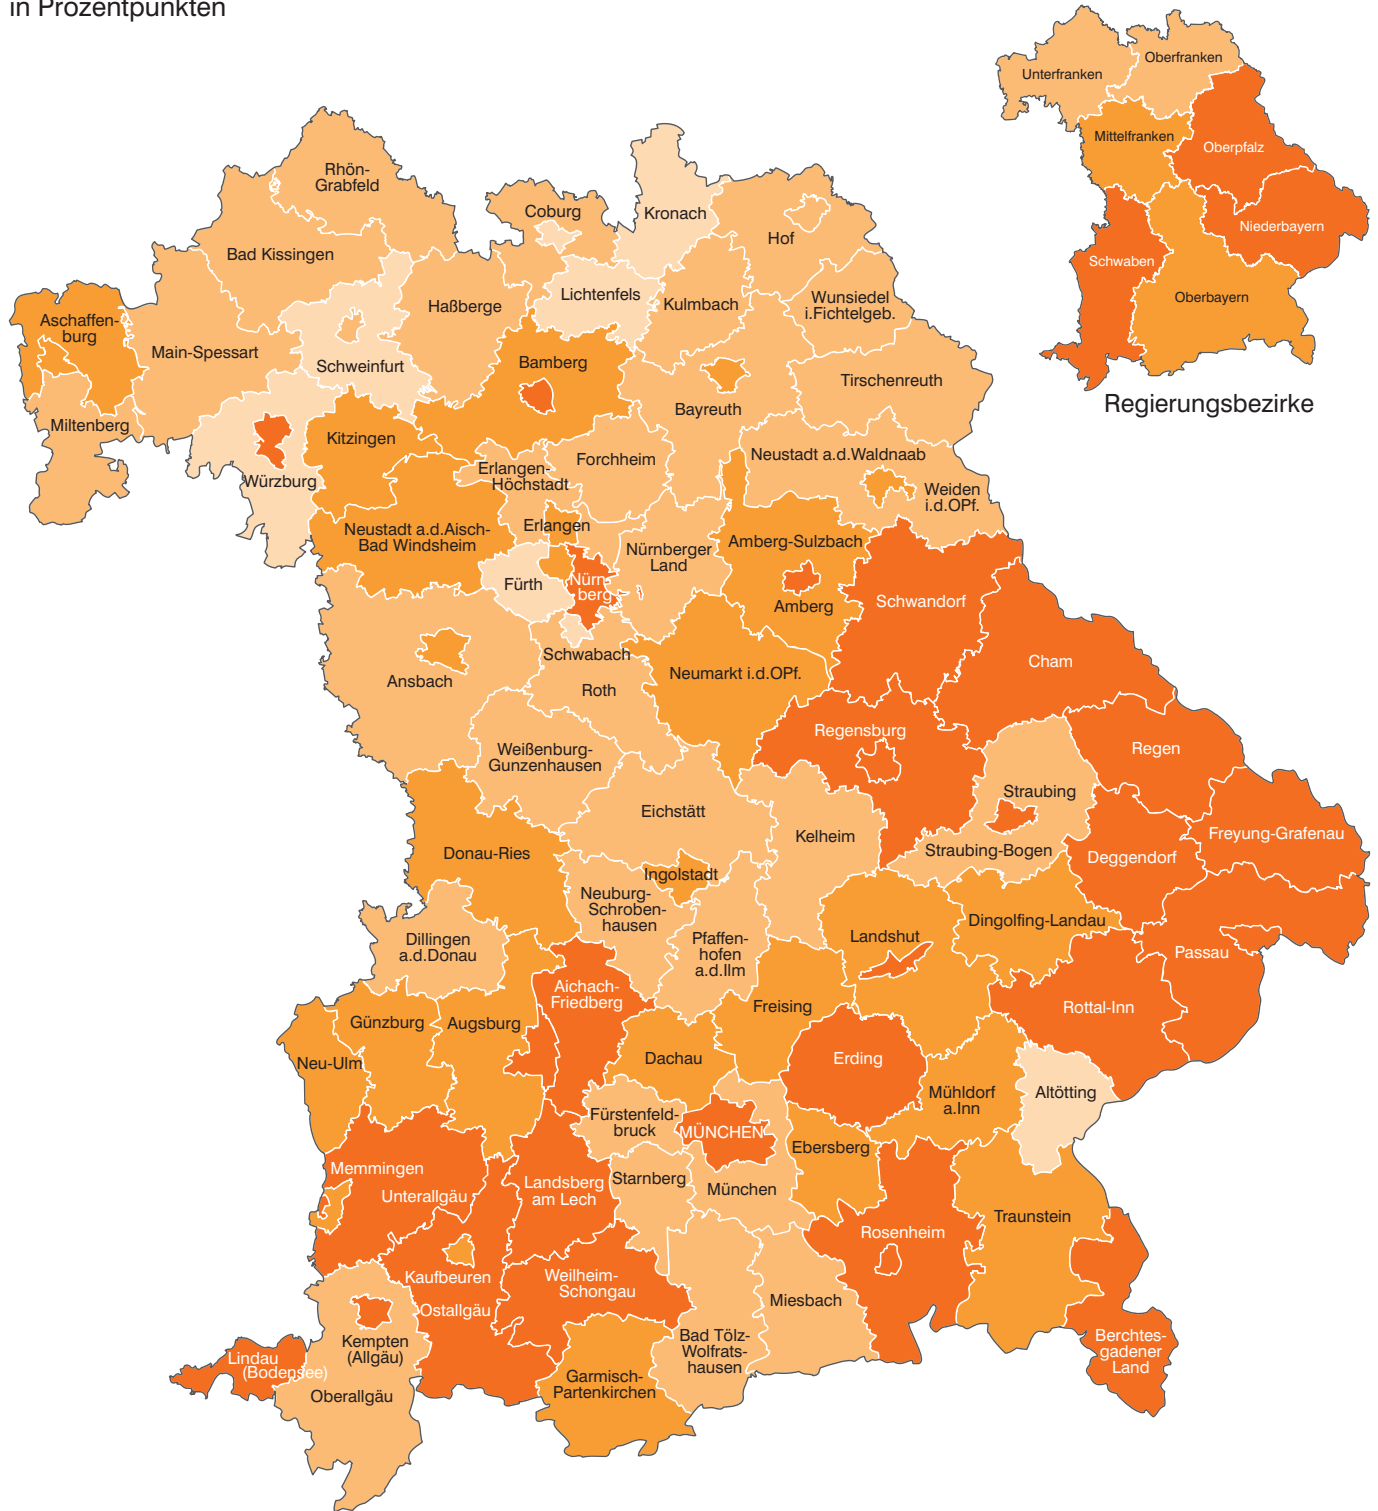 in Prozentpunkten
Unterfranken
Oberfranken
Mittelfranken
Oberpfalz
Niederbayern
Schwaben
Oberbayern
Regierungsbezirke
Rhön-
Grabfeld
Coburg
Kronach
Hof
Bad Kissingen
Lichtenfels
Kulmbach
Wunsiedel
i.Fichtelgeb.
Haßberge
Aschaffen-
burg
Main-Spessart
Schweinfurt
Bamberg
Tirschenreuth
Bayreuth
Miltenberg
Kitzingen
Forchheim
Neustadt a.d.Waldnaab
Erlangen-
Höchstadt
Würzburg
Weiden
i.d.OPf.
Neustadt a.d.Aisch-
Bad Windsheim
Erlangen
Nürnberger
Land
Amberg-Sulzbach
Fürth
Nürn-
berg
Amberg
Schwandorf
Schwabach
Cham
Ansbach
Roth
Neumarkt i.d.OPf.
Regensburg
Regen
Weißenburg-
Gunzenhausen
Straubing
Eichstätt
Kelheim
Freyung-Grafenau
Straubing-Bogen
Deggendorf
Donau-Ries
Ingolstadt
Neuburg-
Schroben-
hausen
Dingolfing-Landau
Dillingen
a.d.Donau
Pfaffen-
hofen
a.d.Ilm
Landshut
Passau
Aichach-
Friedberg
Freising
Rottal-Inn
Günzburg
Augsburg
Neu-Ulm
Dachau
Erding
Mühldorf
a.Inn
Altötting
Fürstenfeld-
bruck
MÜNCHEN
Ebersberg
Memmingen
Unterallgäu
Landsberg
am Lech
Starnberg
München
Traunstein
Rosenheim
Kaufbeuren
Weilheim-
Schongau
Ostallgäu
Miesbach
Kempten
(Allgäu)
Bad Tölz-
Wolfrats-
hausen
Berchtes-
gadener
Land
Lindau
(Bodensee)
Oberallgäu
Garmisch-
Partenkirchen